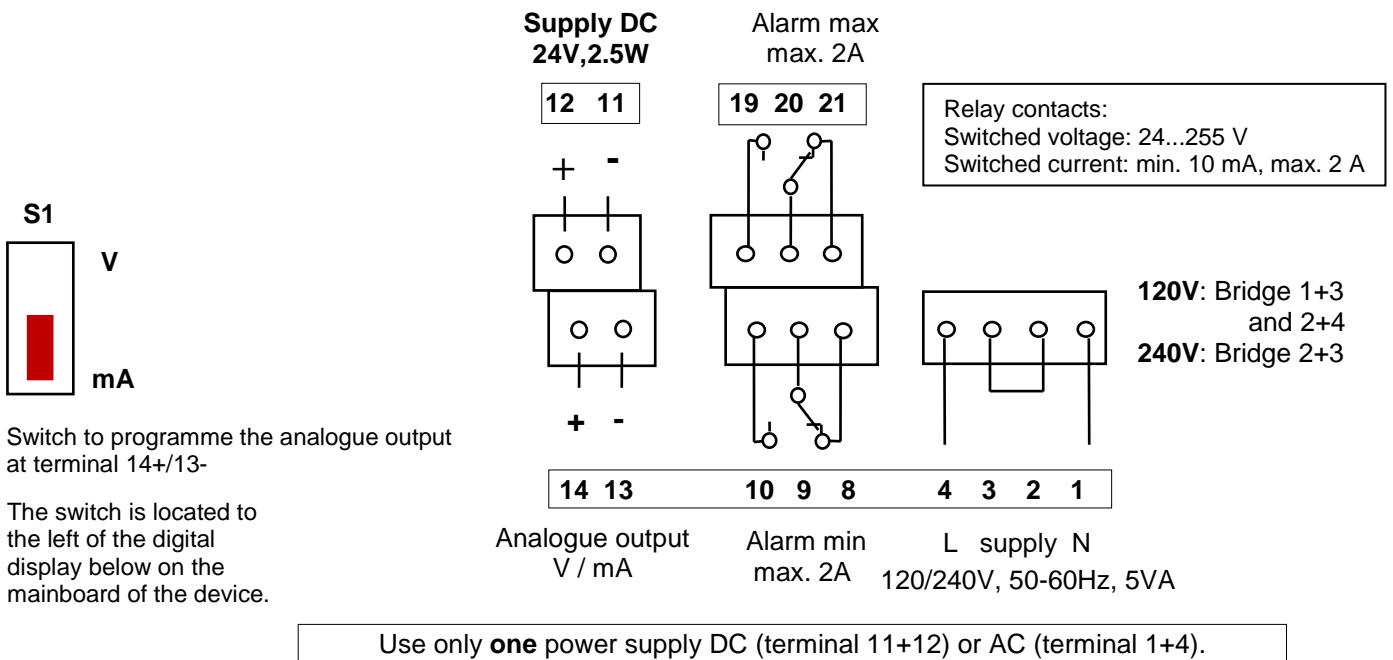 Supply DC
24V,2.5W
Alarm max
max. 2A
12 11
19 20 21
Relay contacts:
Switched voltage: 24...255 V
Switched current: min. 10 mA, max. 2 A
+ -
S1
V
mA
120V: Bridge 1+3
and 2+4
240V: Bridge 2+3
+ -
Switch to programme the analogue output
at terminal 14+/13-
The switch is located to
the left of the digital
display below on the
mainboard of the device.
14 13
10 9 8
4 3 2 1
Analogue output
V / mA
Alarm min
max. 2A
L supply N
120/240V, 50-60Hz, 5VA
Use only one power supply DC (terminal 11+12) or AC (terminal 1+4).